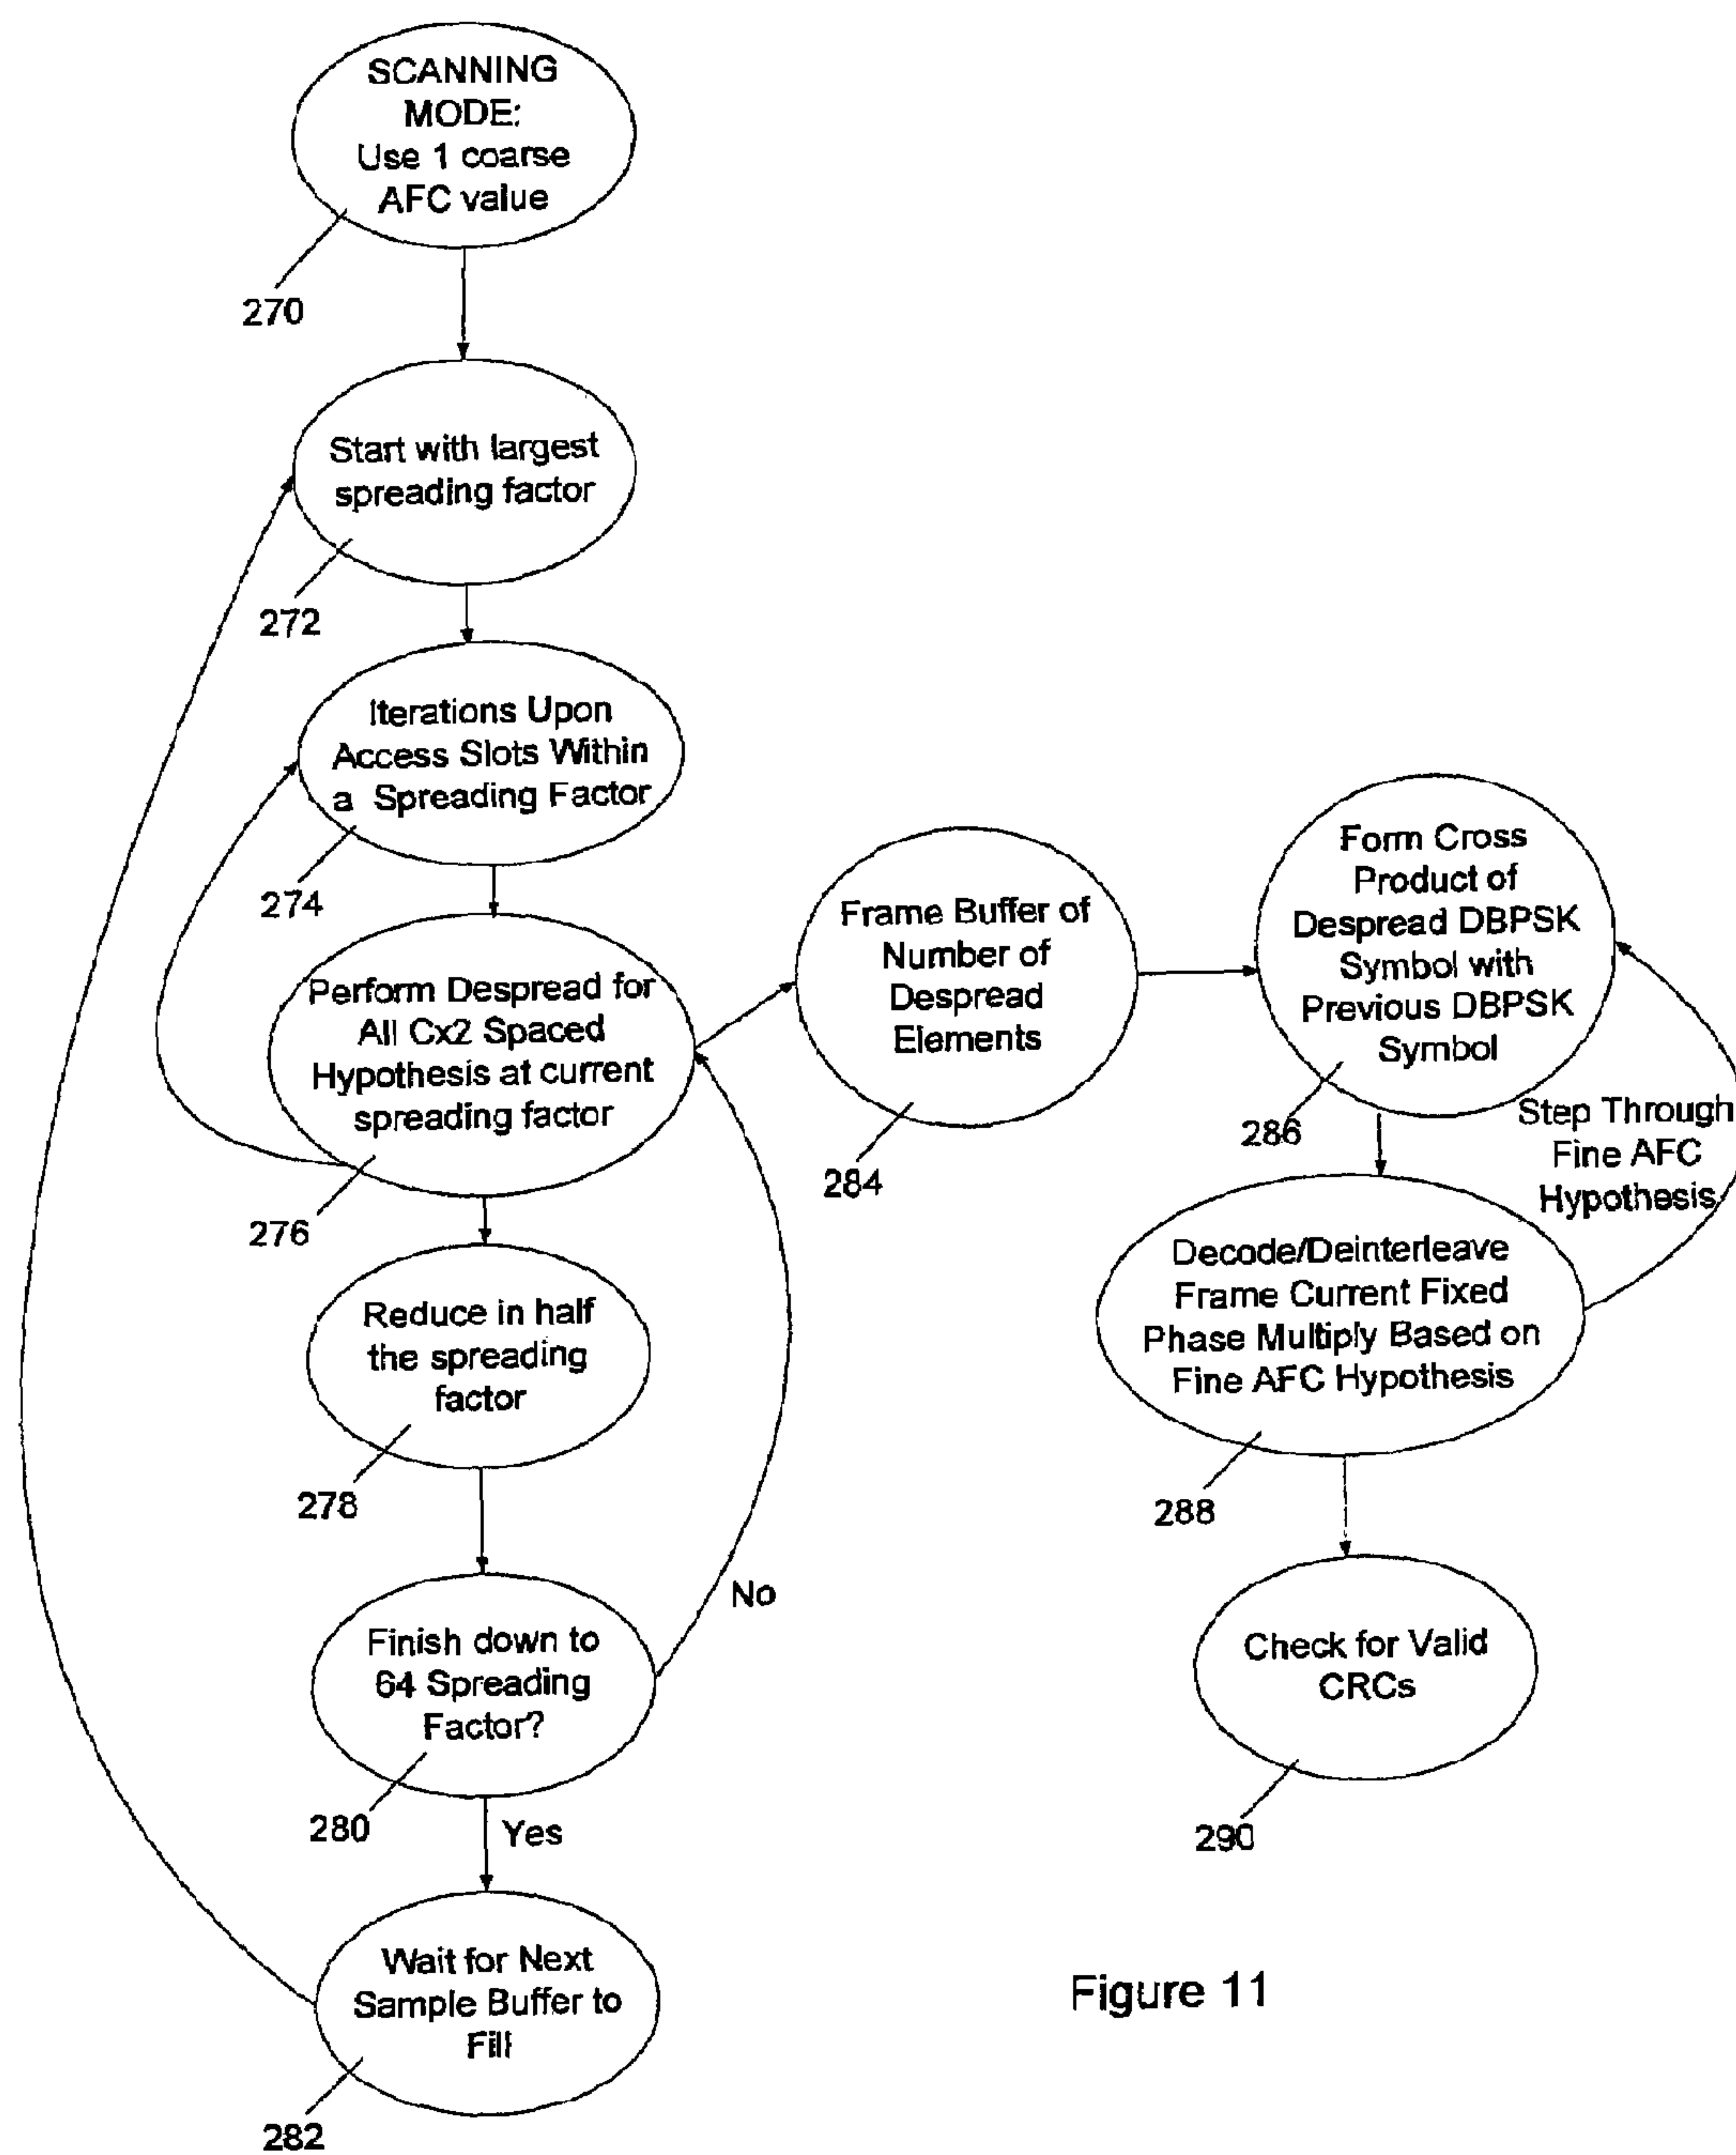 SCANNING
MODE:
Use 1 coarse
AFC value
270
Start with largest
spreading factor
272
Iterations Upon
Access Slots Within
a Spreading Factor
274
Perform Despread for
All Cx2 Spaced
Hypothesis at current
spreading factor
276
Reduce in half
the spreading
factor
278
Finish down to
64 Spreading
Factor?
280
No
Yes
Wait for Next
Sample Buffer to
Fill
282
Frame Buffer of
Number of
Despread
Elements
284
Form Cross
Product of
Despread DBPSK
Symbol with
Previous DBPSK
Symbol
286
Step Through
Fine AFC
Hypothesis
Decode/Deinterleave
Frame Current Fixed
Phase Multiply Based on
Fine AFC Hypothesis
288
Check for Valid
CRCs
290
Figure 11